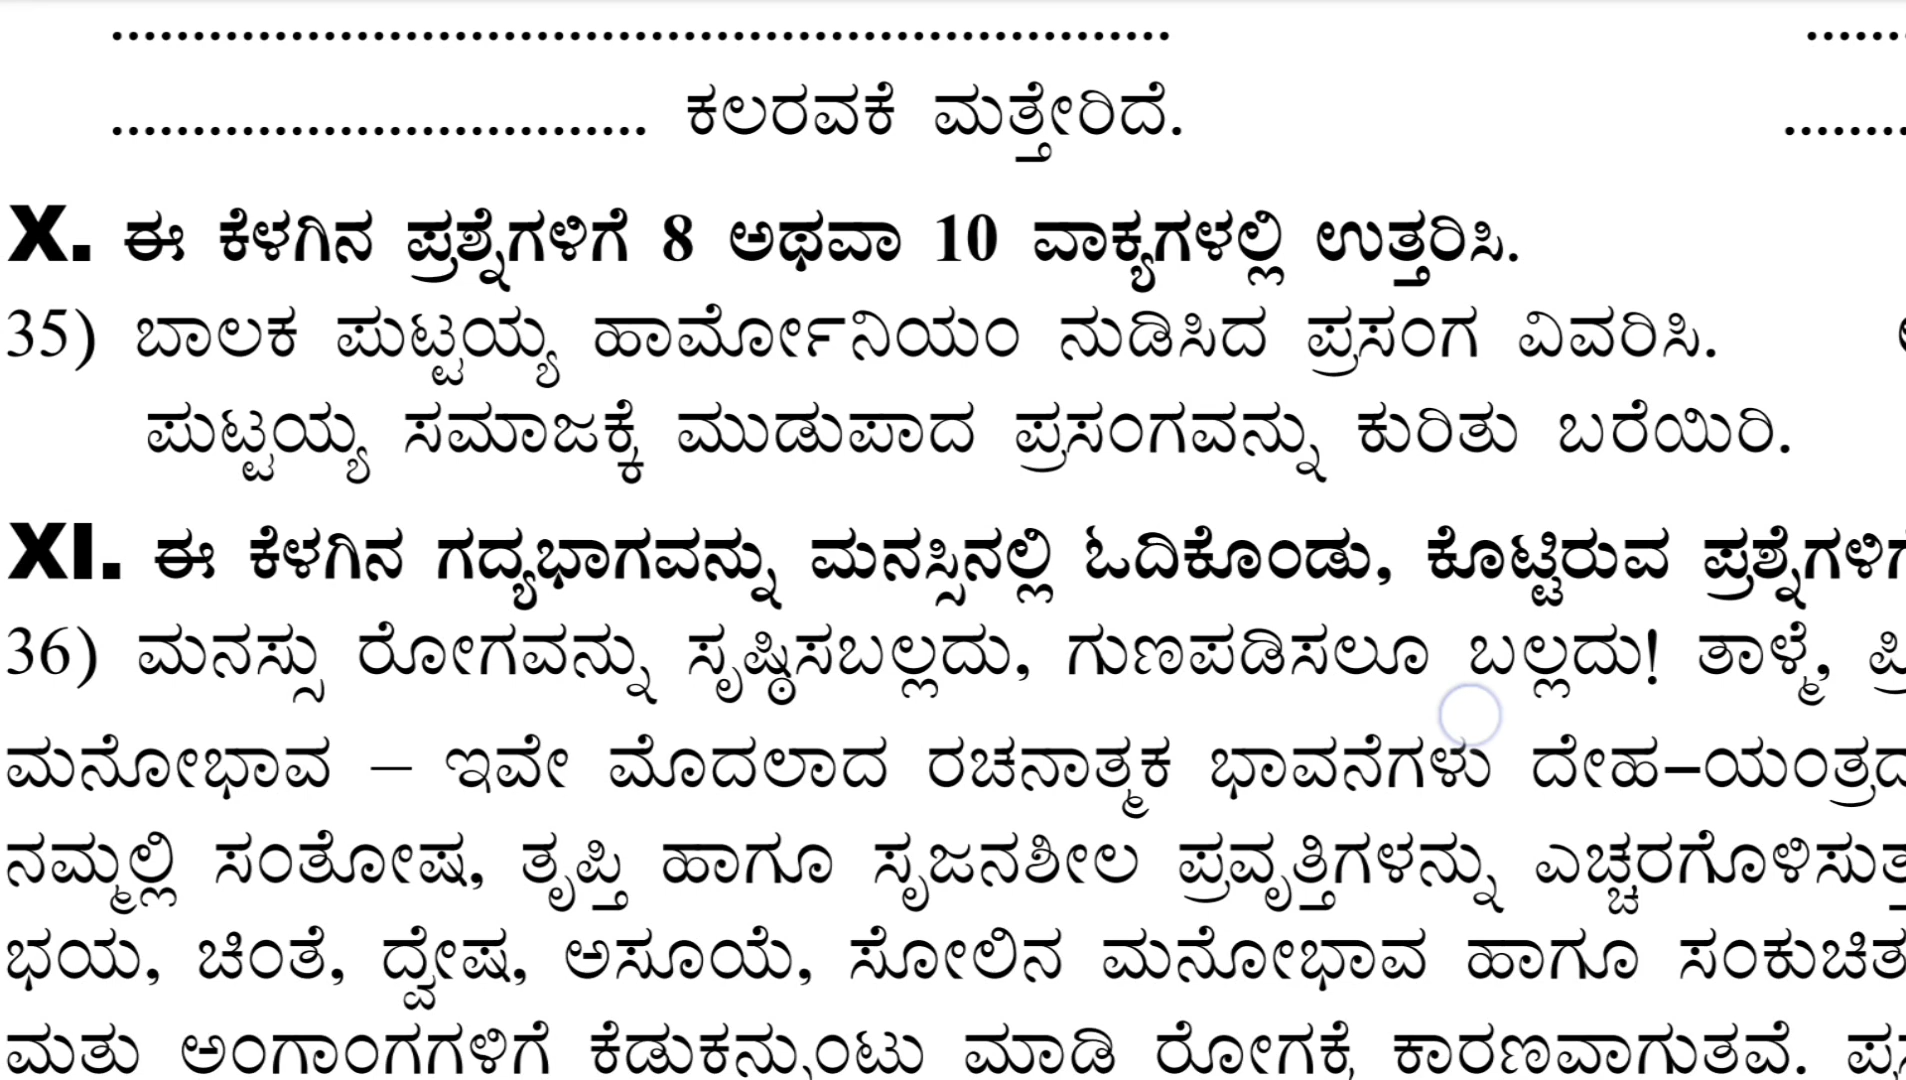 .................................................................. ......
................................. ಕಲರವಕೆ ಮತ್ತೇರಿದೆ. ........
X. ಈ ಕೆಳಗಿನ ಪ್ರಶ್ನೆಗಳಿಗೆ 8 ಅಥವಾ 10 ವಾಕ್ಯಗಳಲ್ಲಿ ಉತ್ತರಿಸಿ.
35) ಬಾಲಕ ಪುಟ್ಟಯ್ಯ ಹಾರ್ಮೋನಿಯಂ ನುಡಿಸಿದ ಪ್ರಸಂಗ ವಿವರಿಸಿ.
ಪುಟ್ಟಯ್ಯ ಸಮಾಜಕ್ಕೆ ಮುಡುಪಾದ ಪ್ರಸಂಗವನ್ನು ಕುರಿತು ಬರೆಯಿರಿ.
XI. ಈ ಕೆಳಗಿನ ಗದ್ಯಭಾಗವನ್ನು ಮನಸ್ಸಿನಲ್ಲಿ ಓದಿಕೊಂಡು, ಕೊಟ್ಟಿರುವ ಪ್ರಶ್ನೆಗಳಿಗೆ
36) ಮನಸ್ಸು ರೋಗವನ್ನು ಸೃಷ್ಠಿಸಬಲ್ಲದು, ಗುಣಪಡಿಸಲೂ ಬಲ್ಲದು! ತಾಳ್ಮೆ,
ಮನೋಭಾವ – ಇವೇ ಮೊದಲಾದ ರಚನಾತ್ಮಕ ಭಾವನೆಗಳು ದೇಹ–ಯಂತ್ರದ
ನಮ್ಮಲ್ಲಿ ಸಂತೋಷ, ತೃಪ್ತಿ ಹಾಗೂ ಸೃಜನಶೀಲ ಪ್ರವೃತ್ತಿಗಳನ್ನು ಎಚ್ಚರಗೊಳಿಸುತ್ತ
ಭಯ, ಚಿಂತೆ, ದ್ವೇಷ, ಅಸೂಯೆ, ಸೋಲಿನ ಮನೋಭಾವ ಹಾಗೂ ಸಂಕುಚಿತ
ಮತ್ತು ಅಂಗಾಂಗಗಳಿಗೆ ಕೆಡುಕನ್ನುಂಟು ಮಾಡಿ ರೋಗಕ್ಕೆ ಕಾರಣವಾಗುತ್ತವೆ.